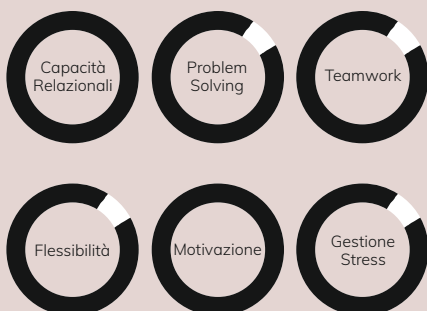 Capacità
Relazionali
Problem
Solving
Teamwork
Flessibilità
Motivazione
Gestione
Stress